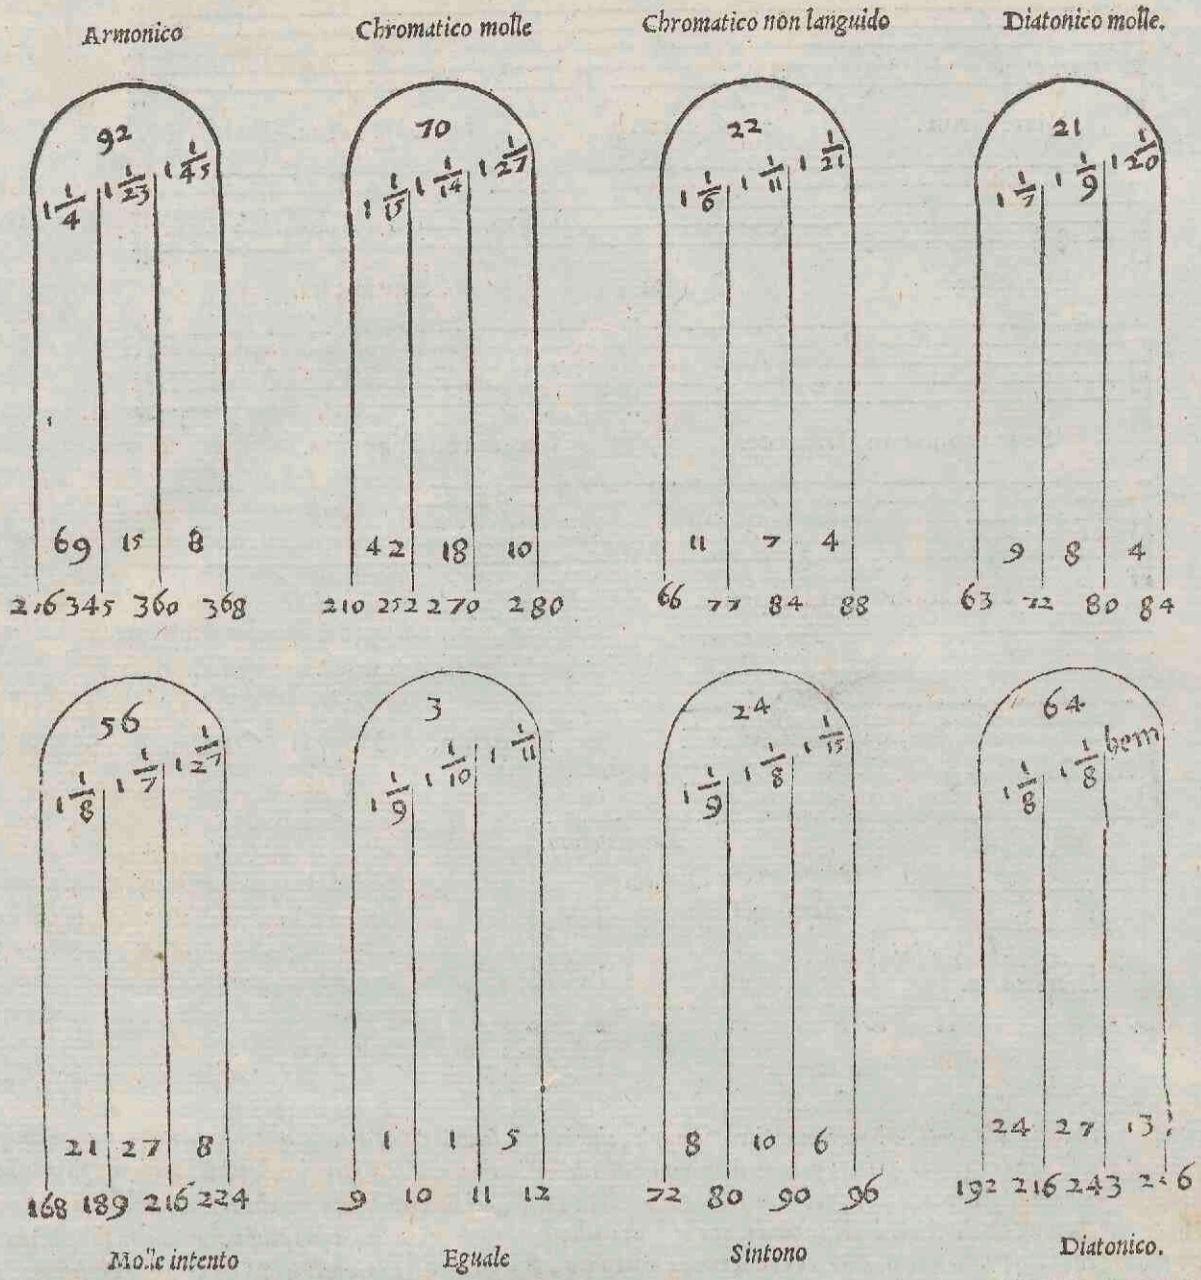 Armonico Chromatico molle Chromatico non languido Diatonico molle.
92 70 22 21
1 1/4 1 1/23 1 1/45 1 1/15 1 1/14 1 1/27 1 1/6 1 1/11 1 1/21 1 1/7 1 1/9 1 1/20
69 15 8 42 18 10 11 7 4 9 8 4
345 360 368 210 252 270 280 66 77 84 88 63 72 80 84
56 3 24 64
1 1/8 1 1/7 1 1/27 1 1/9 1 1/10 1 1/11 1 1/9 1 1/8 1 1/15 1 1/8 1 1/8 hem
21 27 8 1 1 5 8 10 6 24 27 13
168 189 216 224 9 10 11 12 72 80 90 96 192 216 243
Molle intento Eguale Sintono Diatonico.